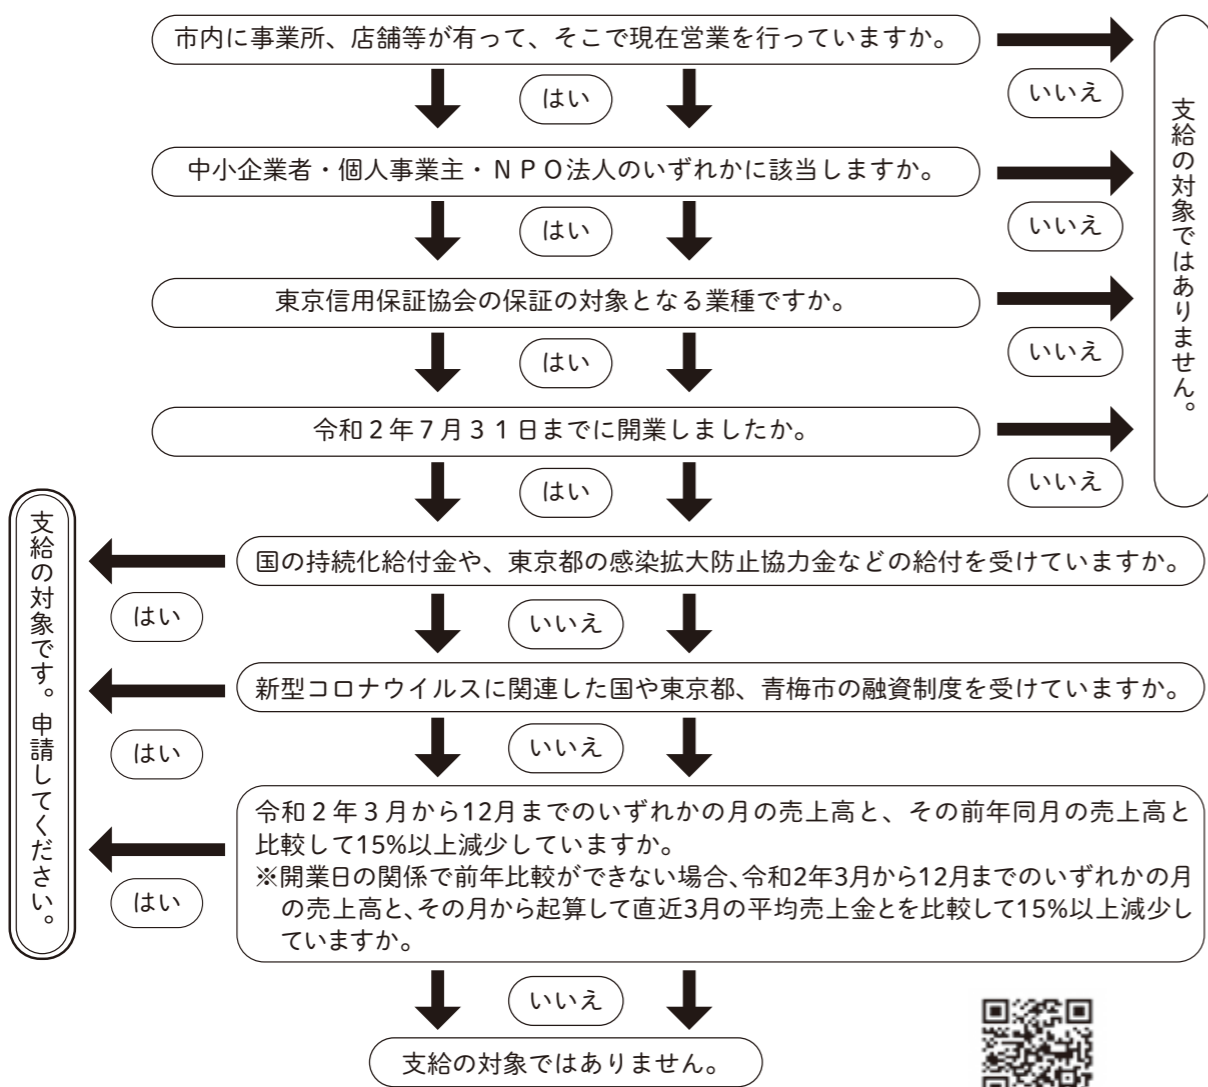 市内に事業所、店舗等が有って、そこで現在営業を行っていますか。
はい
いいえ
中小企業者・個人事業主・ＮＰＯ法人のいずれかに該当しますか。
はい
いいえ
東京信用保証協会の保証の対象となる業種ですか。
はい
いいえ
令和２年７月３１日までに開業しましたか。
はい
いいえ
支給の対象ではありません。
国の持続化給付金や、東京都の感染拡大防止協力金などの給付を受けていますか。
はい
いいえ
新型コロナウイルスに関連した国や東京都、青梅市の融資制度を受けていますか。
はい
いいえ
令和２年３月から12月までのいずれかの月の売上高と、その前年同月の売上高と
比較して15%以上減少していますか。
※開業日の関係で前年比較ができない場合、令和2年3月から12月までのいずれかの月
の売上高と、その月から起算して直近3月の平均売上金とを比較して15%以上減少し
ていますか。
はい
いいえ
支給の対象です。申請してください。
支給の対象ではありません。